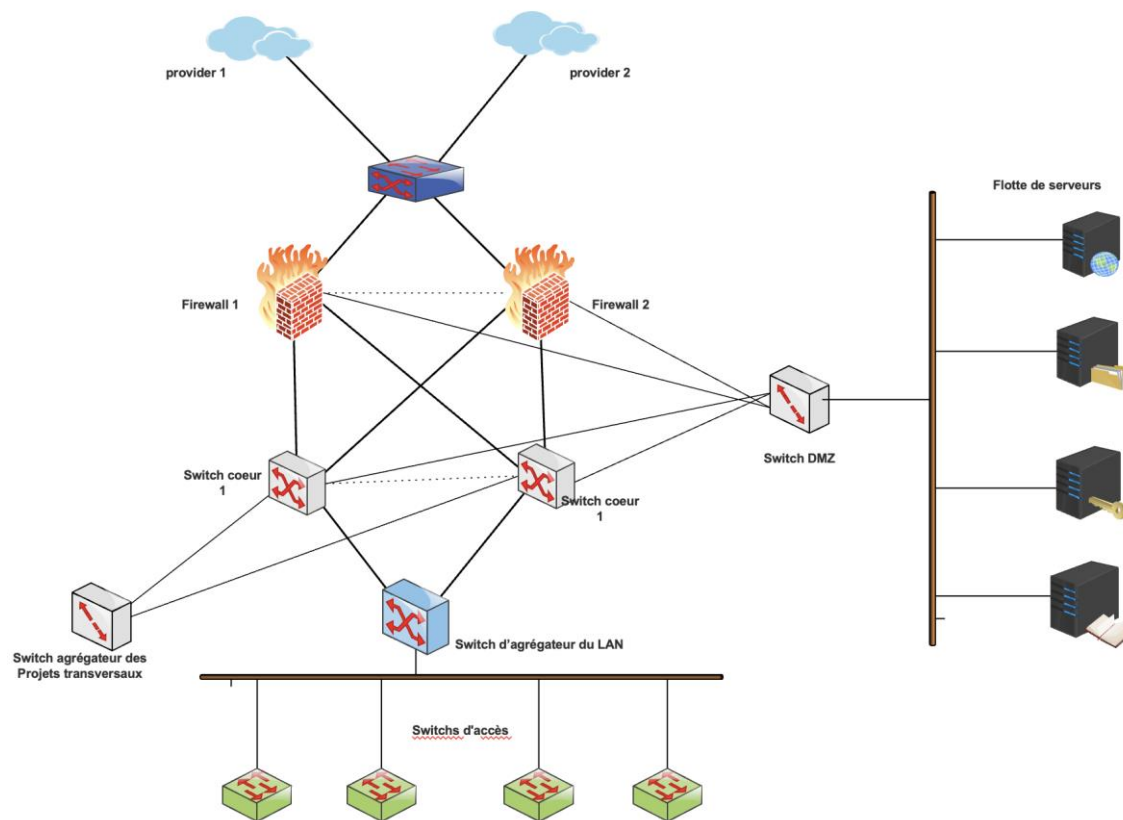 provider 1
provider 2
Flotte de serveurs
Firewall 1
Firewall 2
Switch DMZ
Switch coeur
1
Switch coeur
1
Switch agrégateur des
Projets transversaux
Switch d'agrégateur du LAN
Switchs d'accès